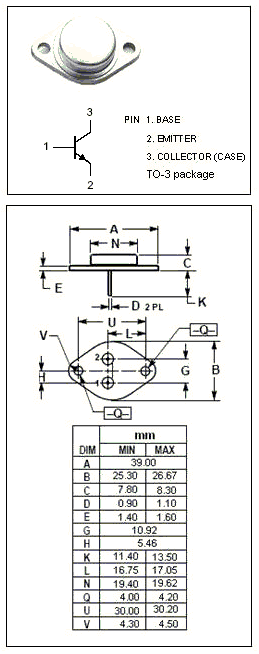 3
PIN 1. BASE
1
2. EMITTER
3. COLLECTOR (CASE)
2
TO-3 package
A
N
C
E
K
D 2 PL
U
V
L
-Q-
2
H
G
B
1
-Q-
mm
DIM MIN MAX
A 39.00
B 25.30 26.67
C 7.80 8.30
D 0.90 1.10
E 1.40 1.60
G 10.92
H 5.46
K 11.40 13.50
L 16.75 17.05
N 19.40 19.62
Q 4.00 4.20
U 30.00 30.20
V 4.30 4.50